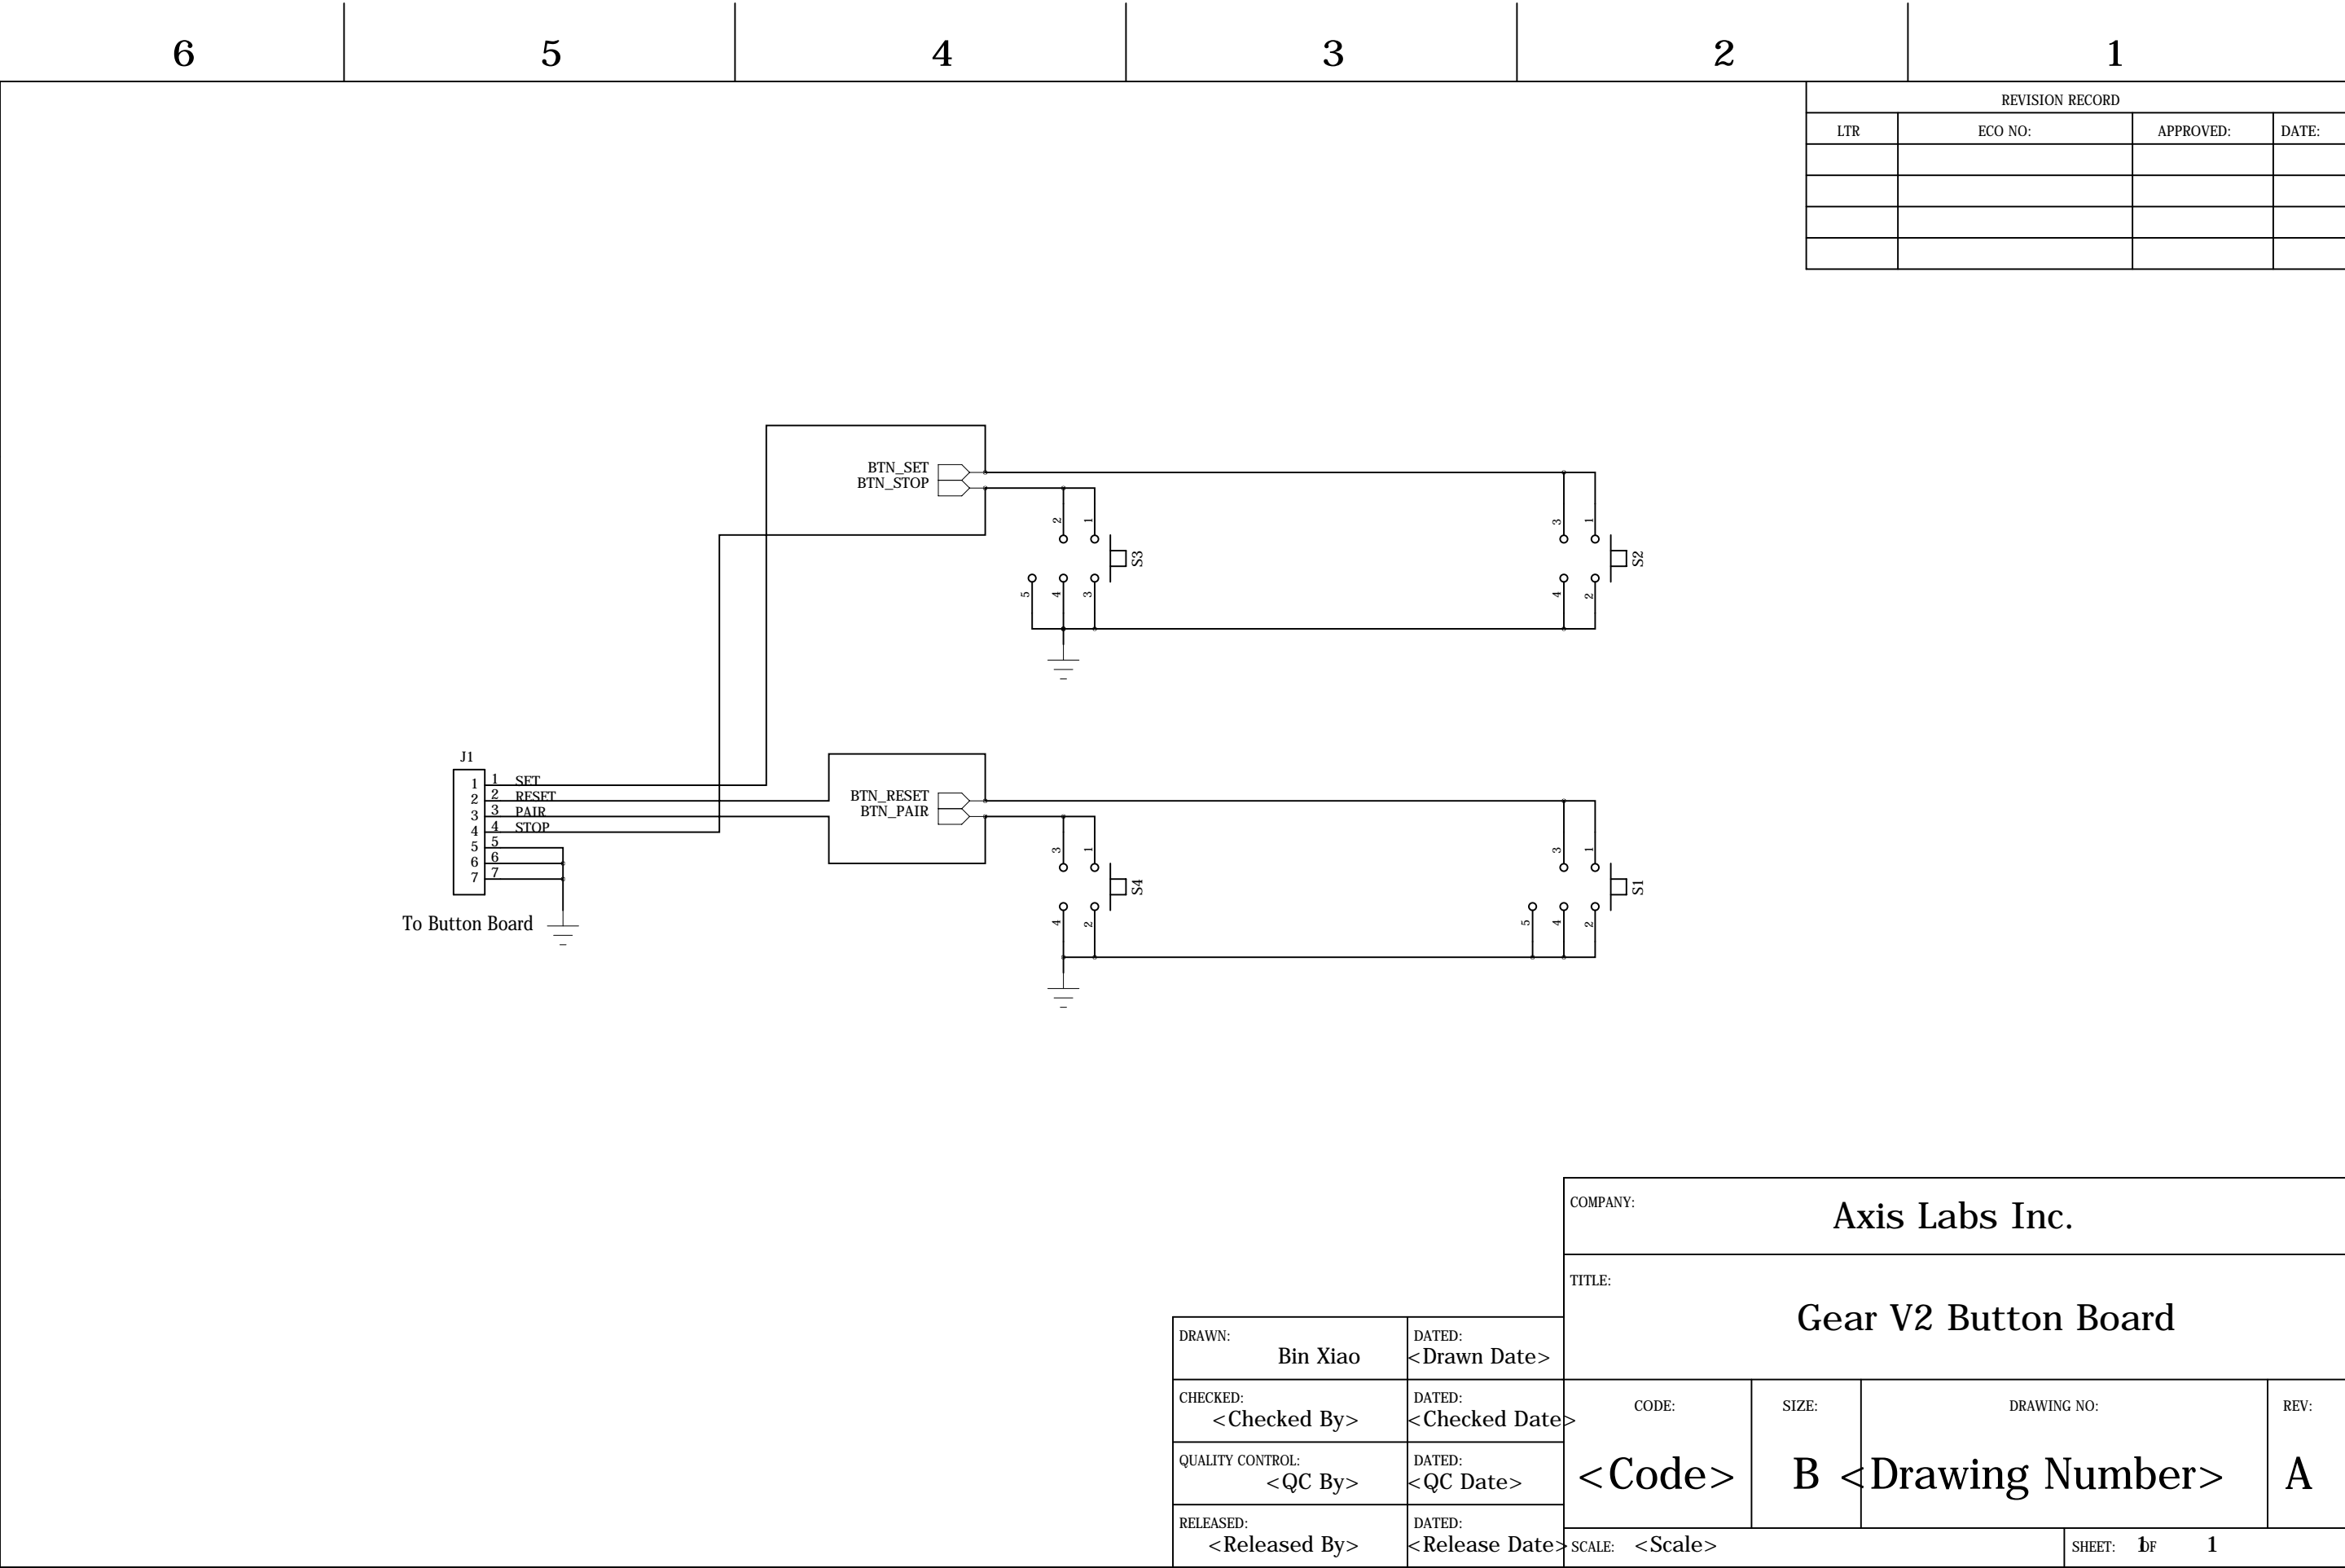 6 5 4 3 2 1
REVISION RECORD
LTR ECO NO: APPROVED: DATE:
BTN_SET
BTN_STOP
2 1 3 1
S3 S2
5 4 3 4 2
J1
1 1 SET
2 2 RESET
3 3 PAIR
4 4 STOP
5 5
6 6
7 7
To Button Board
BTN_RESET
BTN_PAIR
3 1 3 1
S4 S1
4 2 5 4 2
COMPANY:
Axis Labs Inc.
TITLE:
Gear V2 Button Board
DRAWN: DATED:
Bin Xiao <Drawn Date>
CHECKED: DATED:
<Checked By> <Checked Date>
QUALITY CONTROL: DATED:
<QC By> <QC Date>
RELEASED: DATED:
<Released By> <Release Date>
CODE: SIZE: DRAWING NO: REV:
<Code> B <Drawing Number> A
SCALE: <Scale> SHEET: 1 OF 1